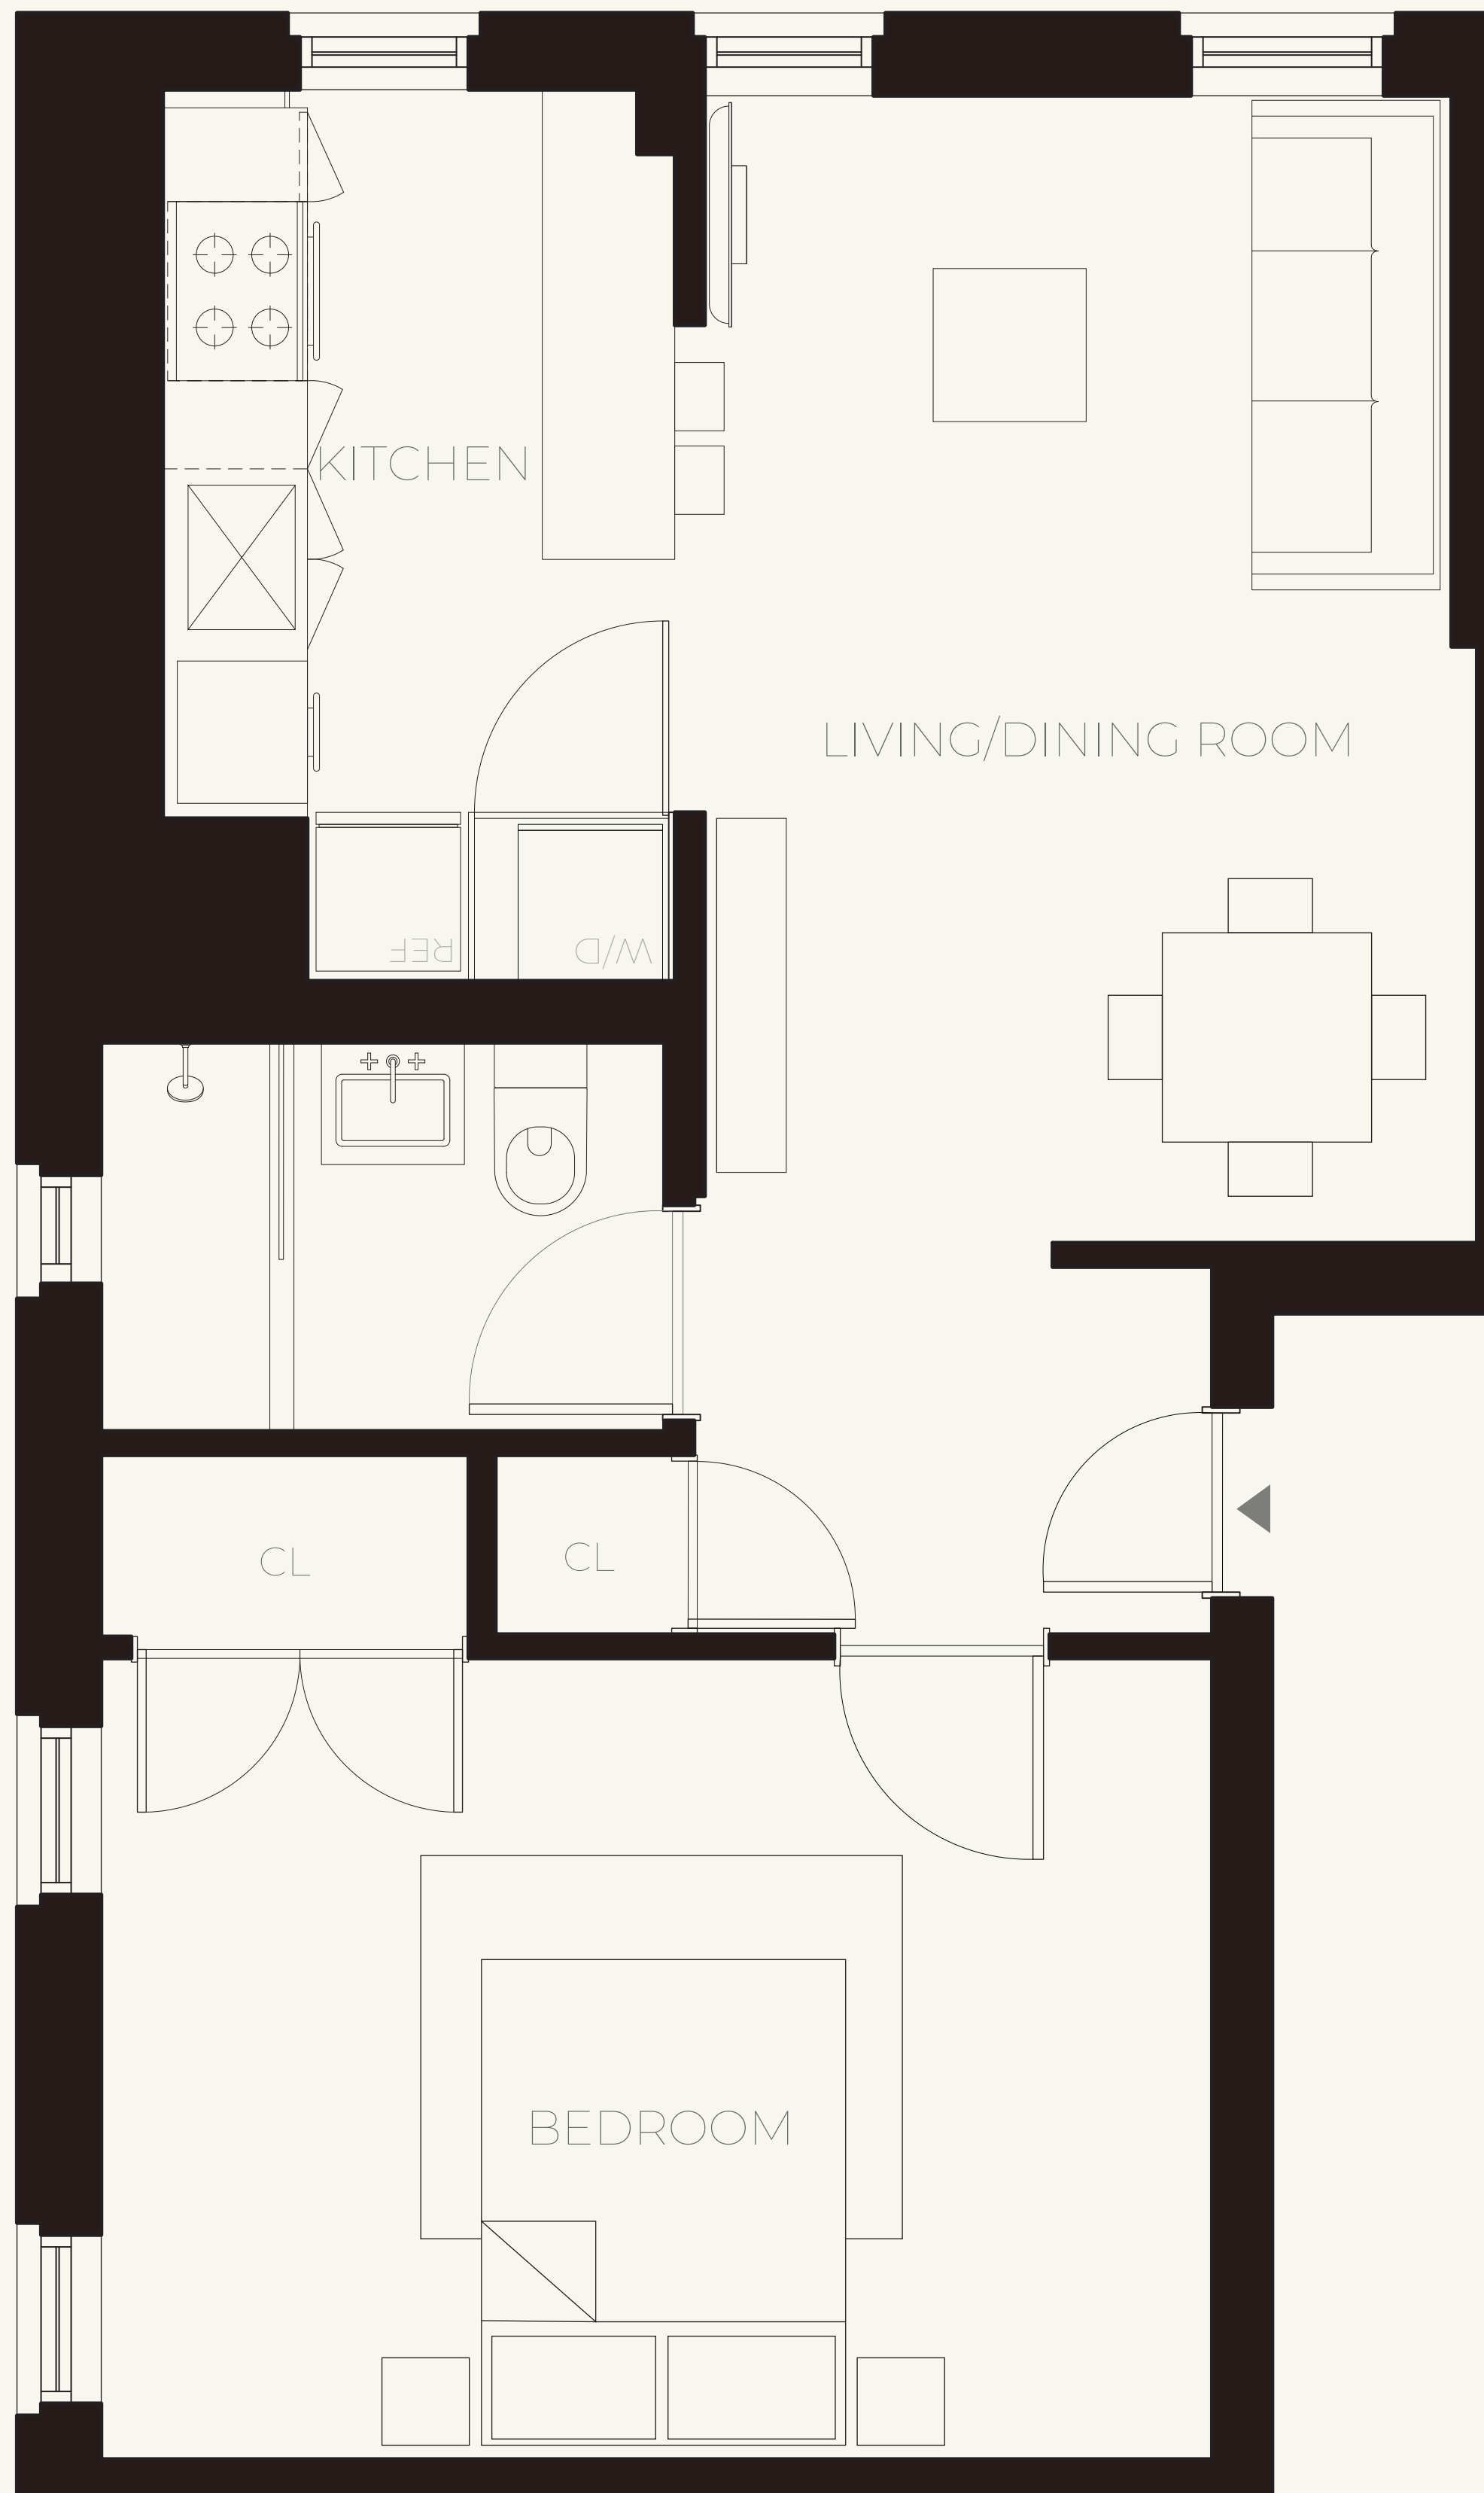 KITCHEN
LIVING/DINING ROOM
REF
W/D
CL
CL
BEDROOM